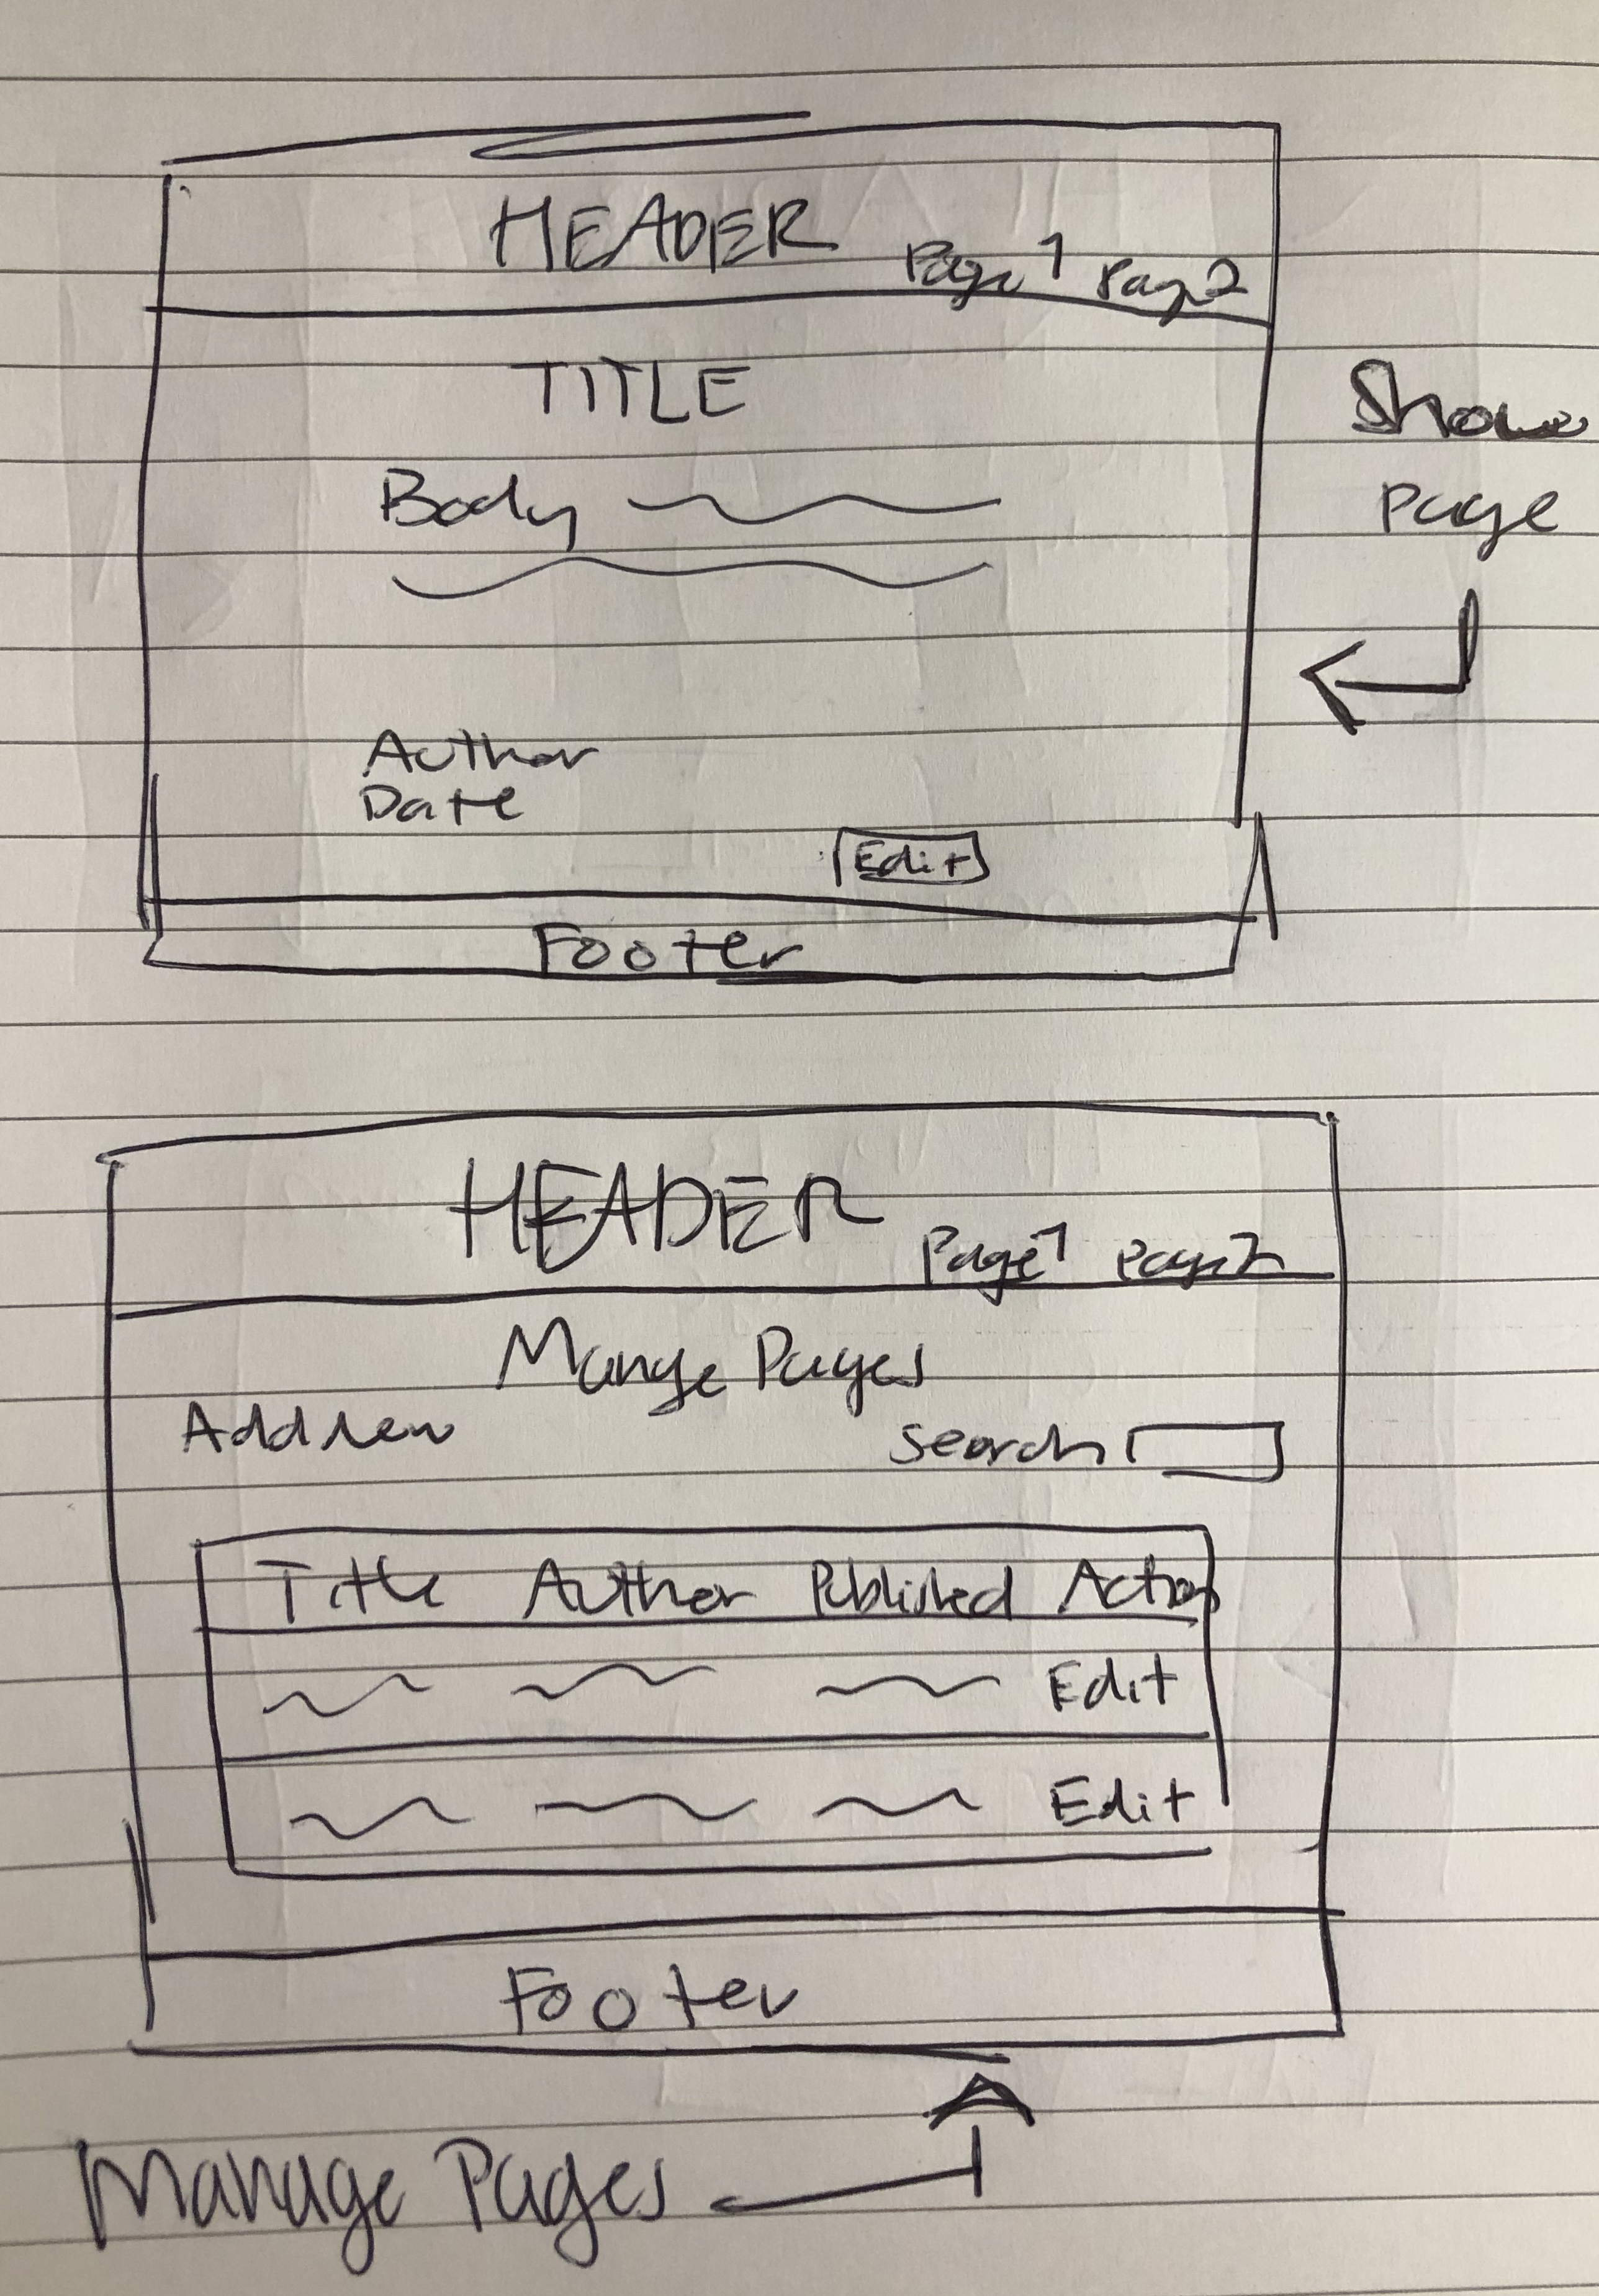 HEADER
Page 1 Page 2
TITLE
Body
Author
Date
Edit
Footer
Show
Page
HEADER
Page 1 Page 2
Manage Pages
Add new
search
Title Author Published Action
Edit
Edit
Footer
Manage Pages